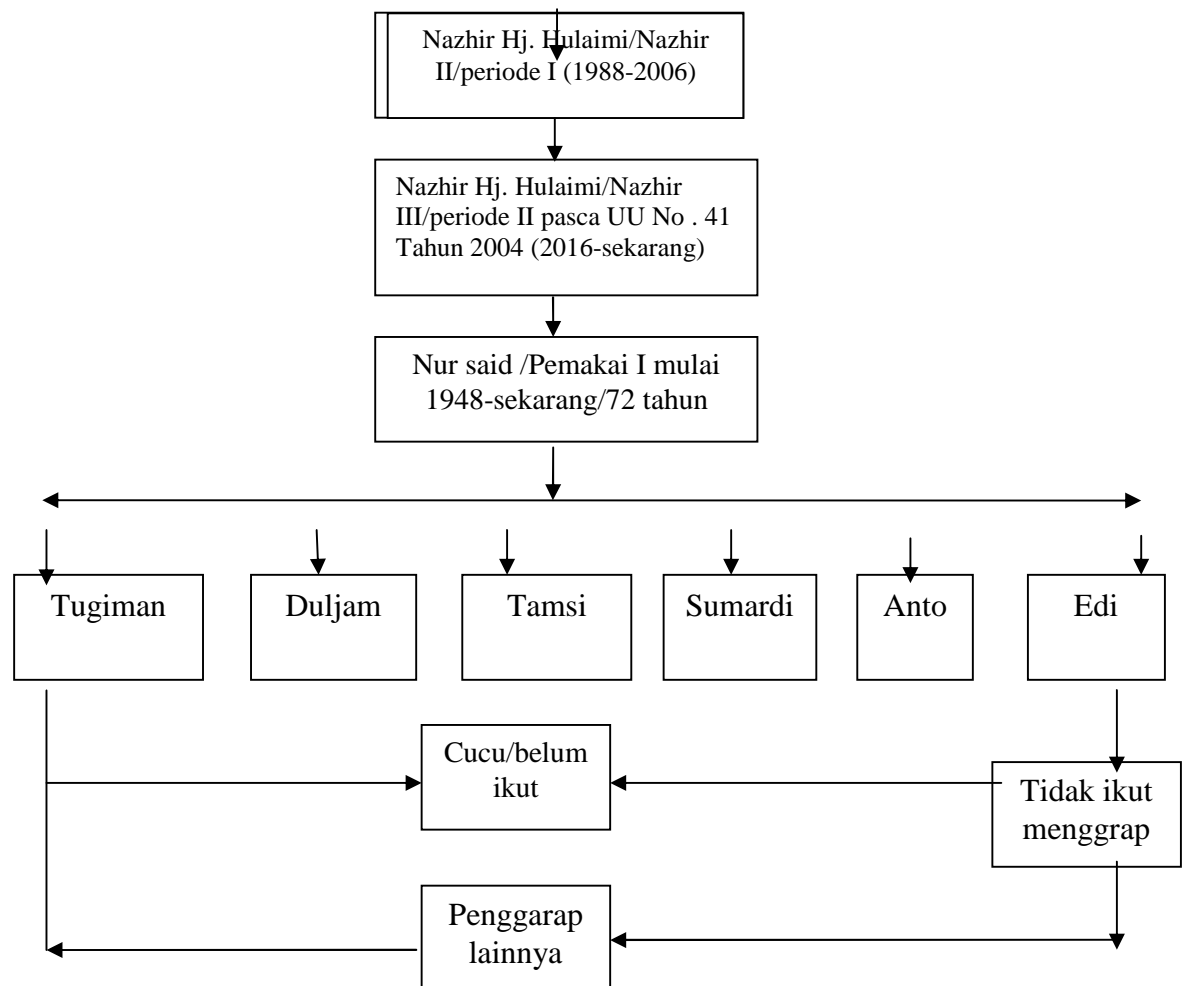 Nazhir Hj. Hulaimi/Nazhir
II/periode I (1988-2006)
Nazhir Hj. Hulaimi/Nazhir
III/periode II pasca UU No . 41
Tahun 2004 (2016-sekarang)
Nur said /Pemakai I mulai
1948-sekarang/72 tahun
Tugiman
Duljam
Tamsi
Sumardi
Anto
Edi
Cucu/belum
ikut
Tidak ikut
menggrap
Penggarap
lainnya